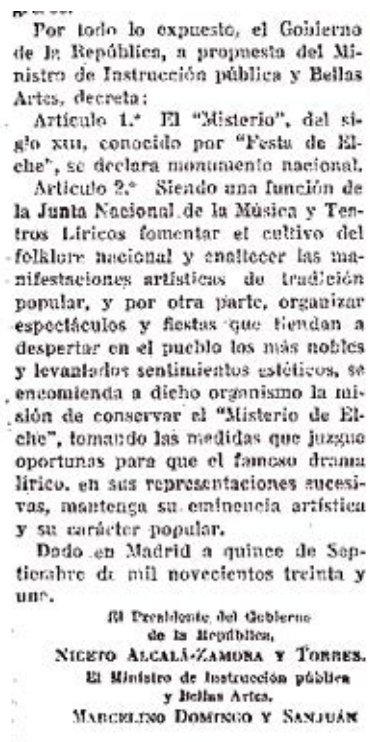 Por todo lo expuesto, el Gobierno
de la República, a propuesta del Mi-
nistro de Instrucción pública y Bellas
Artes, decreta:
Artículo 1.º El "Misterio", del si-
glo XIII, conocido por "Festa de El-
che", se declara monumento nacional.
Artículo 2.º Siendo una función de
la Junta Nacional de la Música y Tea-
tros Líricos fomentar el cultivo del
folklore nacional y enaltecer las ma-
nifestaciones artísticas de tradición
popular, y por otra parte, organizar
espectáculos y fiestas que tiendan a
despertar en el pueblo los más nobles
y levantados sentimientos estéticos, se
encomienda a dicho organismo la mi-
sión de conservar el "Misterio de El-
che", tomando las medidas que juzgue
oportunas para que el famoso drama
lírico, en sus representaciones sucesi-
vas, mantenga su eminencia artística
y su carácter popular.
Dado en Madrid a quince de Sep-
tiembre de mil novecientos treinta y
uno.
El Presidente del Gobierno
de la República,
NICETO ALCALÁ-ZAMORA Y TORRES.
El Ministro de Instrucción pública
y Bellas Artes,
MARCELINO DOMINGO Y SANJUÁN